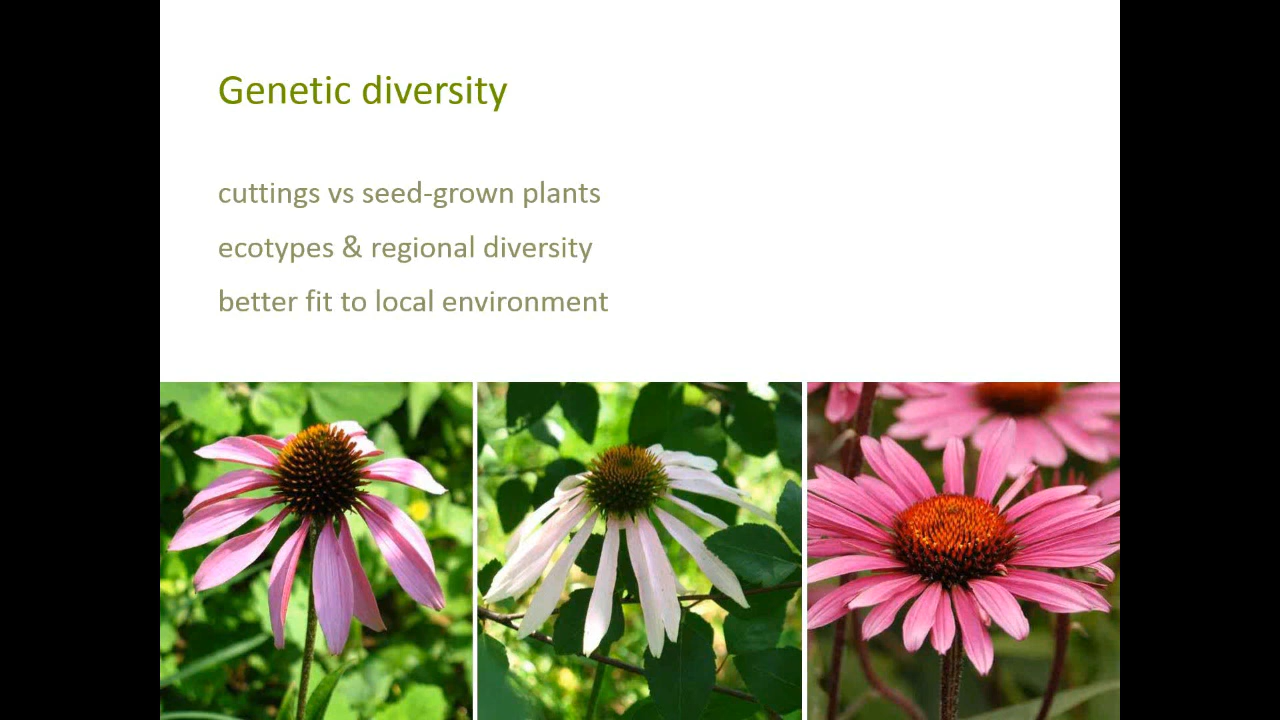 Genetic diversity
cuttings vs seed-grown plants
ecotypes & regional diversity
better fit to local environment